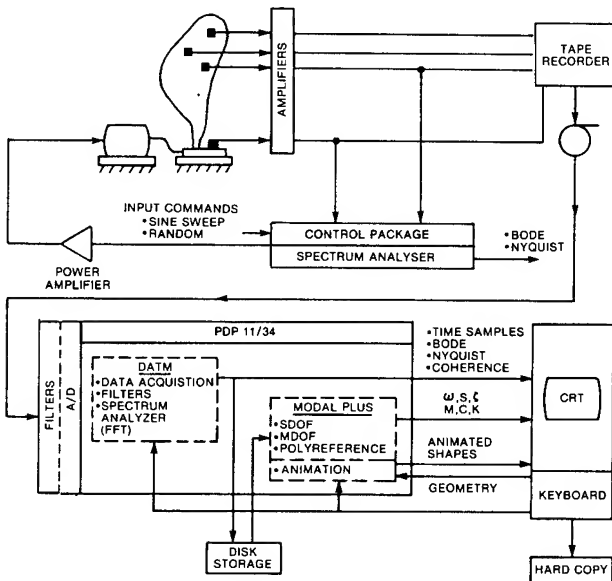 AMPLIFIERS
TAPE
RECORDER
INPUT COMMANDS
•SINE SWEEP
•RANDOM
CONTROL PACKAGE
SPECTRUM ANALYSER
•BODE
•NYQUIST
POWER
AMPLIFIER
FILTERS
A/D
PDP 11/34
DATM
•DATA ACQUISTION
•FILTERS
•SPECTRUM
ANALYZER
(FFT)
MODAL PLUS
•SDOF
•MDOF
•POLYREFERENCE
•ANIMATION
•TIME SAMPLES
•BODE
•NYQUIST
•COHERENCE
ω,S,ζ
M,C,K
ANIMATED
SHAPES
GEOMETRY
CRT
KEYBOARD
DISK
STORAGE
HARD COPY